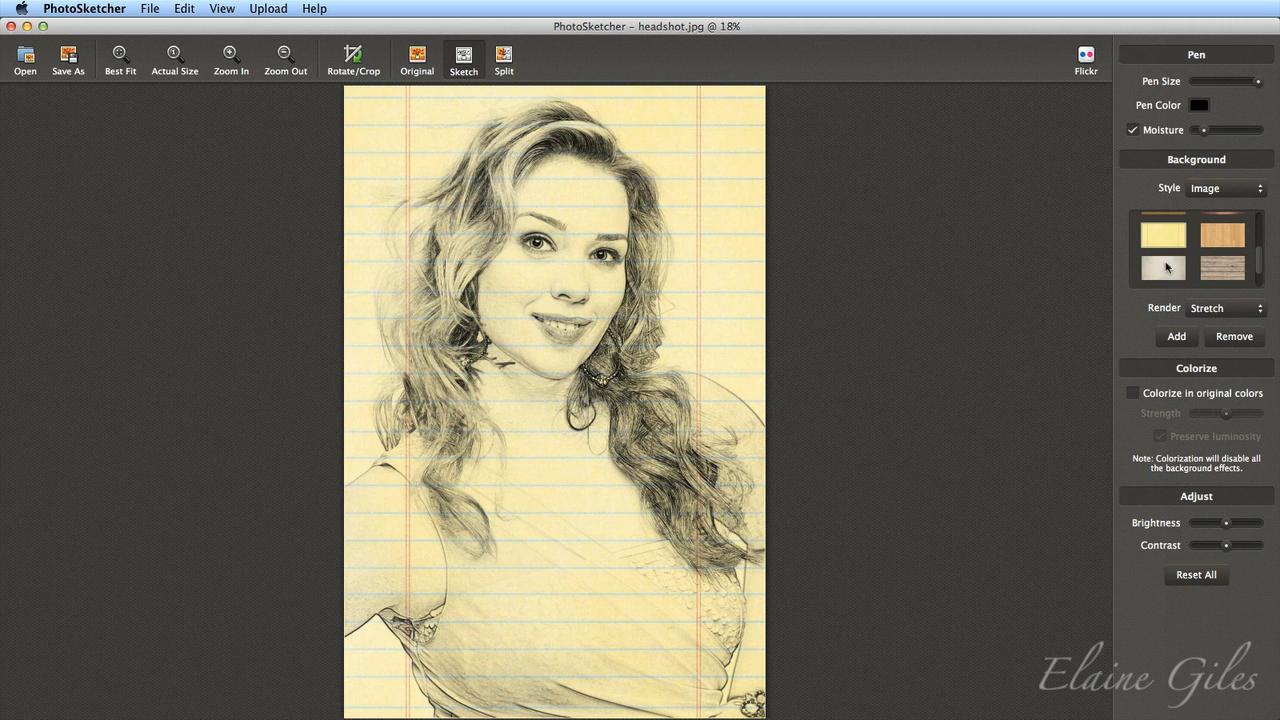 PhotoSketcher File Edit View Upload Help
PhotoSketcher – headshot.jpg @ 18%
Open Save As Best Fit Actual Size Zoom In Zoom Out Rotate/Crop Original Sketch Split Flickr
Pen
Pen Size
Pen Color
Moisture
Background
Style Image
Render Stretch
Add Remove
Colorize
Colorize in original colors
Strength
Preserve luminosity
Note: Colorization will disable all
the background effects.
Adjust
Brightness
Contrast
Reset All
Elaine Giles